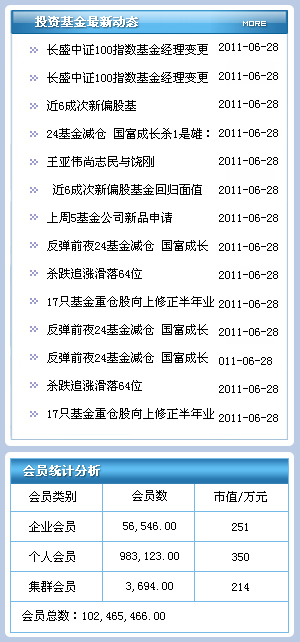 投资基金最新动态 MORE
长盛中证100指数基金经理变更 2011-06-28
长盛中证100指数基金经理变更 2011-06-28
近6成次新偏股基 2011-06-28
24基金减仓 国富成长杀1是雄： 2011-06-28
王亚伟尚志民与饶刚 2011-06-28
近6成次新偏股基金回归面值 2011-06-28
上周5基金公司新品申请 2011-06-28
反弹前夜24基金减仓 国富成长 2011-06-28
杀跌追涨滑落64位 2011-06-28
17只基金重仓股向上修正半年业 2011-06-28
反弹前夜24基金减仓 国富成长 2011-06-28
反弹前夜24基金减仓 国富成长 011-06-28
杀跌追涨滑落64位 2011-06-28
17只基金重仓股向上修正半年业 2011-06-28
会员统计分析
会员类别 会员数 市值/万元
企业会员 56,546.00 251
个人会员 983,123.00 350
集群会员 3,694.00 214
会员总数：102,465,466.00